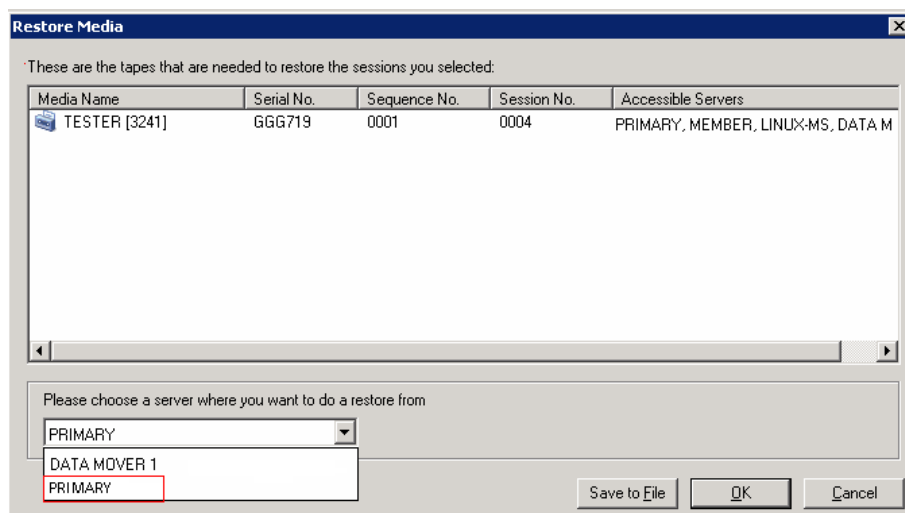 Restore Media
These are the tapes that are needed to restore the sessions you selected:
Media Name Serial No. Sequence No. Session No. Accessible Servers
TESTER [3241] GGG719 0001 0004 PRIMARY, MEMBER, LINUX-MS, DATA M
Please choose a server where you want to do a restore from
PRIMARY
DATA MOVER 1
PRIMARY
Save to File OK Cancel